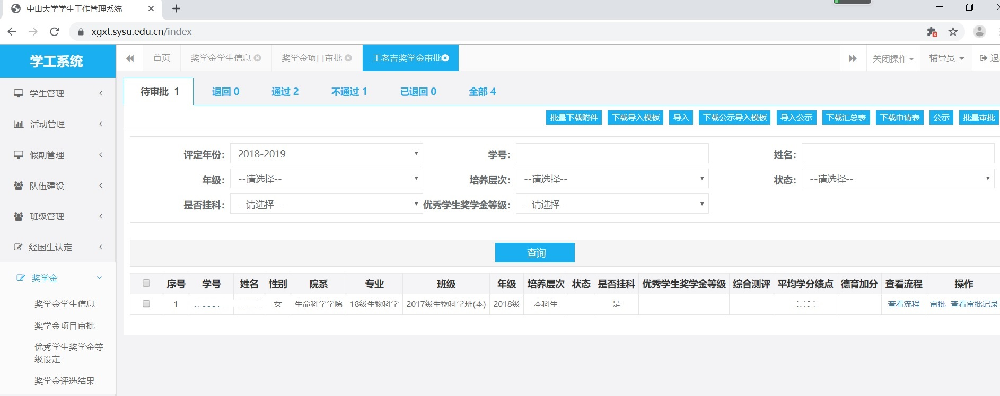 中山大学学生工作管理系统
xgxt.sysu.edu.cn/index
学工系统
首页 奖学金学生信息 奖学金项目审批 王老吉奖学金审批 关闭操作 辅导员 退
学生管理
活动管理
假期管理
队伍建设
班级管理
经困生认定
奖学金
奖学金学生信息
奖学金项目审批
优秀学生奖学金等
级设定
奖学金评选结果
待审批 1 退回 0 通过 2 不通过 1 已退回 0 全部 4
批量下载附件 下载导入模板 导入 下载公示导入模板 导入公示 下载汇总表 下载申请表 公示 批量审批
评定年份: 2018-2019 学号: 姓名:
年级: --请选择-- 培养层次: --请选择-- 状态: --请选择--
是否挂科: --请选择-- 优秀学生奖学金等级: --请选择--
查询
序号 学号 姓名 性别 院系 专业 班级 年级 培养层次 状态 是否挂科 优秀学生奖学金等级 综合测评 平均学分绩点 德育加分 查看流程 操作
1 女 生命科学学院 18级生物科学 2017级生物科学班(本) 2018级 本科生 是 查看流程 审批 查看审批记录